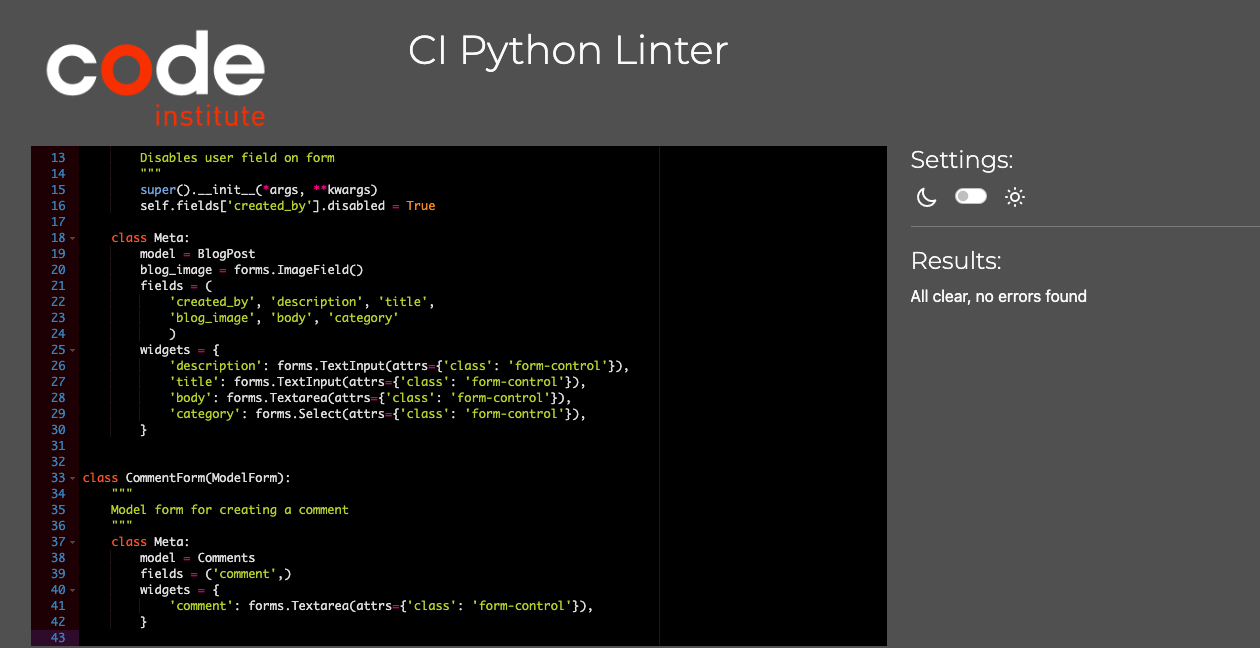 code
institute
CI Python Linter
13 Disables user field on form
14 """
15 super().__init__(*args, **kwargs)
16 self.fields['created_by'].disabled = True
17
18 class Meta:
19 model = BlogPost
20 blog_image = forms.ImageField()
21 fields = (
22 'created_by', 'description', 'title',
23 'blog_image', 'body', 'category'
24 )
25 widgets = {
26 'description': forms.TextInput(attrs={'class': 'form-control'}),
27 'title': forms.TextInput(attrs={'class': 'form-control'}),
28 'body': forms.Textarea(attrs={'class': 'form-control'}),
29 'category': forms.Select(attrs={'class': 'form-control'}),
30 }
31
32
33 class CommentForm(ModelForm):
34 """
35 Model form for creating a comment
36 """
37 class Meta:
38 model = Comments
39 fields = ('comment',)
40 widgets = {
41 'comment': forms.Textarea(attrs={'class': 'form-control'}),
42 }
43
Settings:
Results:
All clear, no errors found